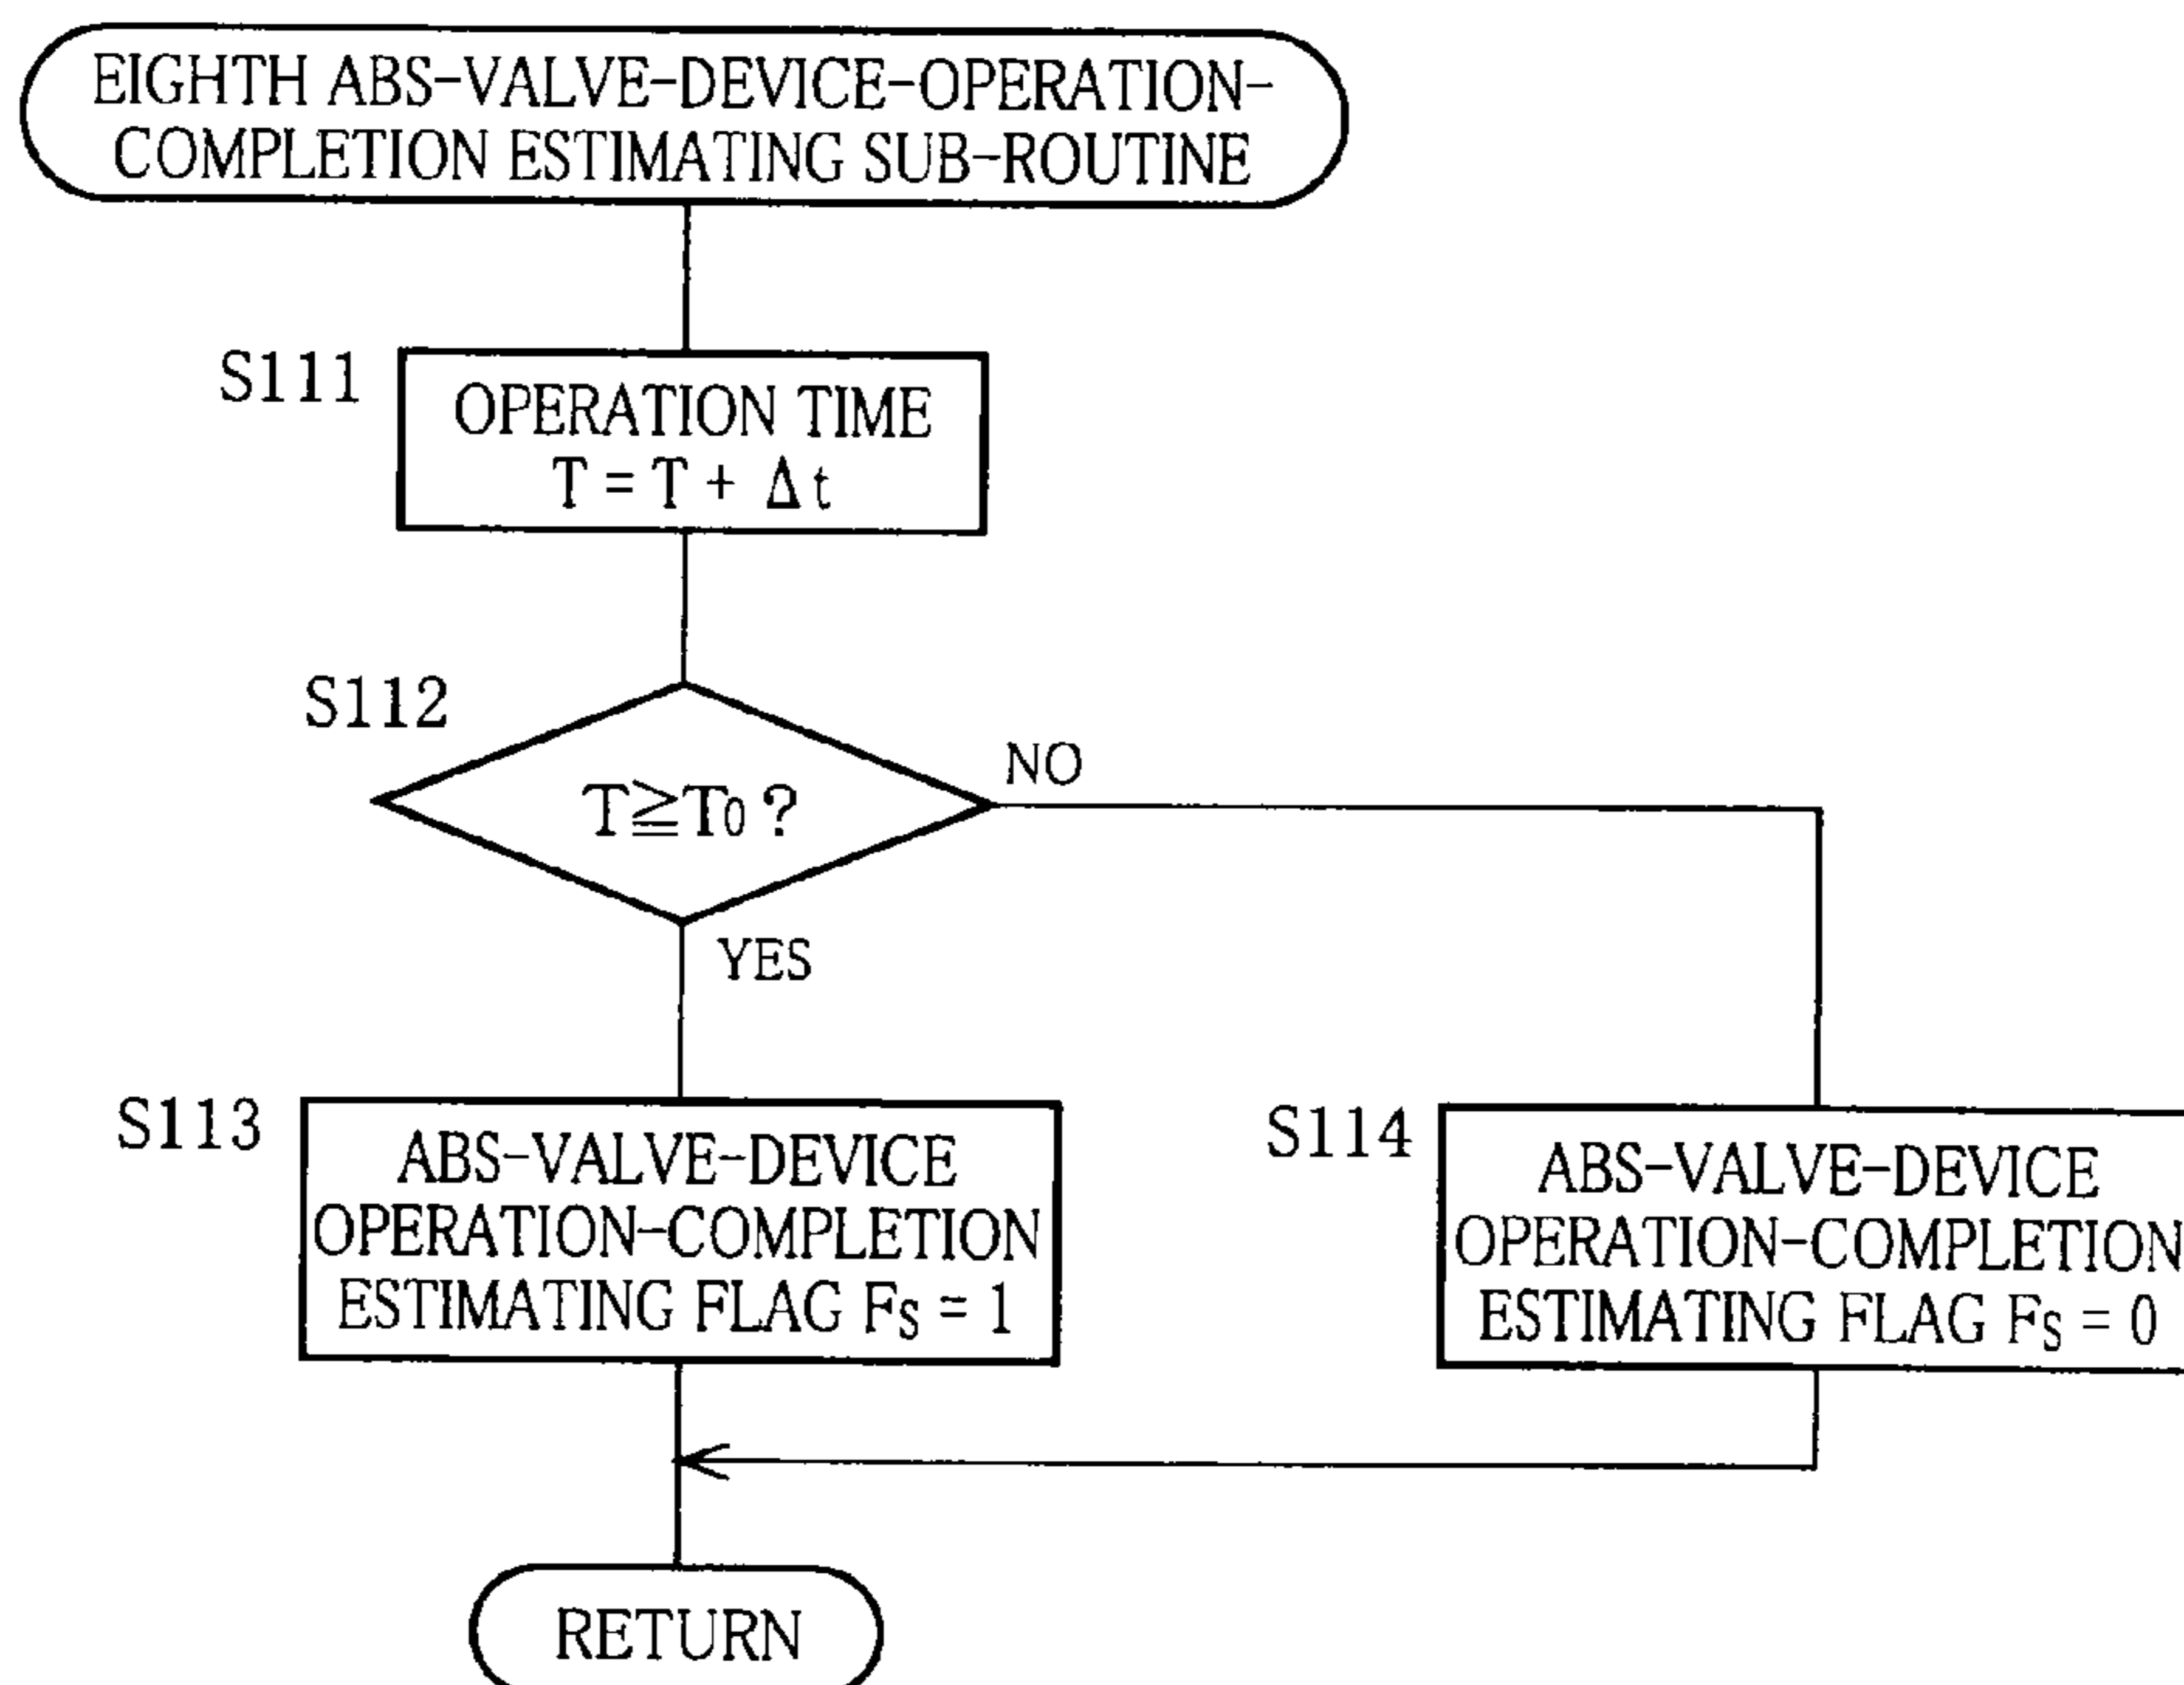 EIGHTH ABS-VALVE-DEVICE-OPERATION-
COMPLETION ESTIMATING SUB-ROUTINE
S111
OPERATION TIME
T = T + Δt
S112
T≧T0?
NO
YES
S113
ABS-VALVE-DEVICE
OPERATION-COMPLETION
ESTIMATING FLAG FS = 1
S114
ABS-VALVE-DEVICE
OPERATION-COMPLETION
ESTIMATING FLAG FS = 0
RETURN